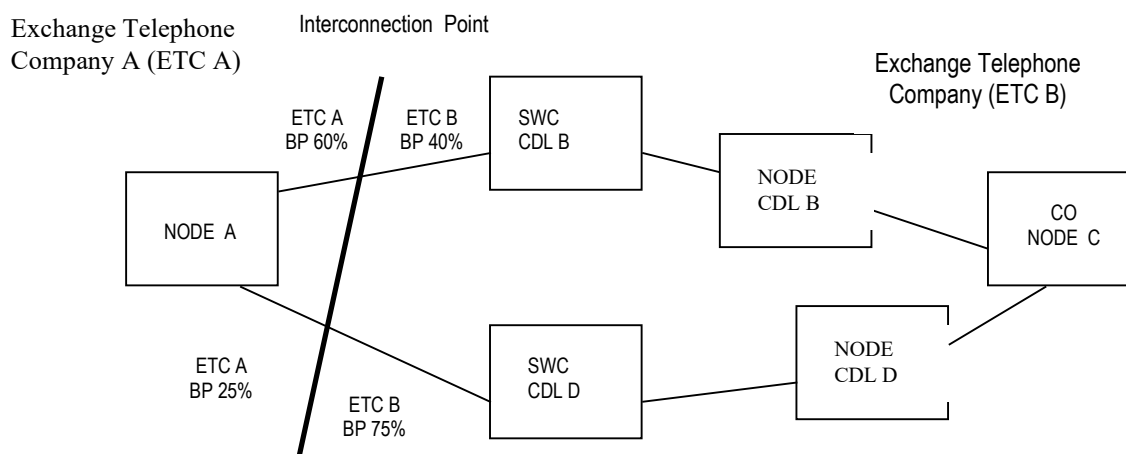 Exchange Telephone
Company A (ETC A)
Interconnection Point
Exchange Telephone
Company (ETC B)
ETC A
BP 60%
ETC B
BP 40%
SWC
CDL B
NODE
CDL B
NODE A
CO
NODE C
ETC A
BP 25%
ETC B
BP 75%
SWC
CDL D
NODE
CDL D